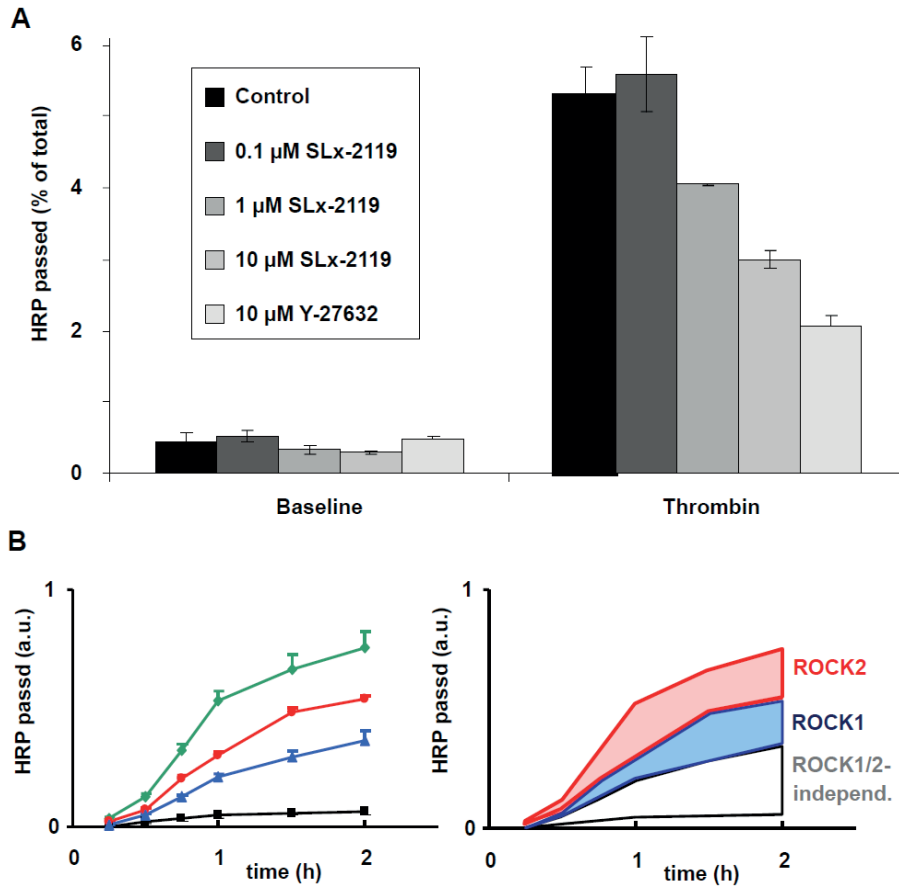 A
HRP passed (% of total)
6
4
2
0
Control
0.1 µM SLx-2119
1 µM SLx-2119
10 µM SLx-2119
10 µM Y-27632
Baseline
Thrombin
B
HRP passd (a.u.)
1
0
0
1
2
time (h)
HRP passd (a.u.)
1
0
0
1
2
time (h)
ROCK2
ROCK1
ROCK1/2-
independ.